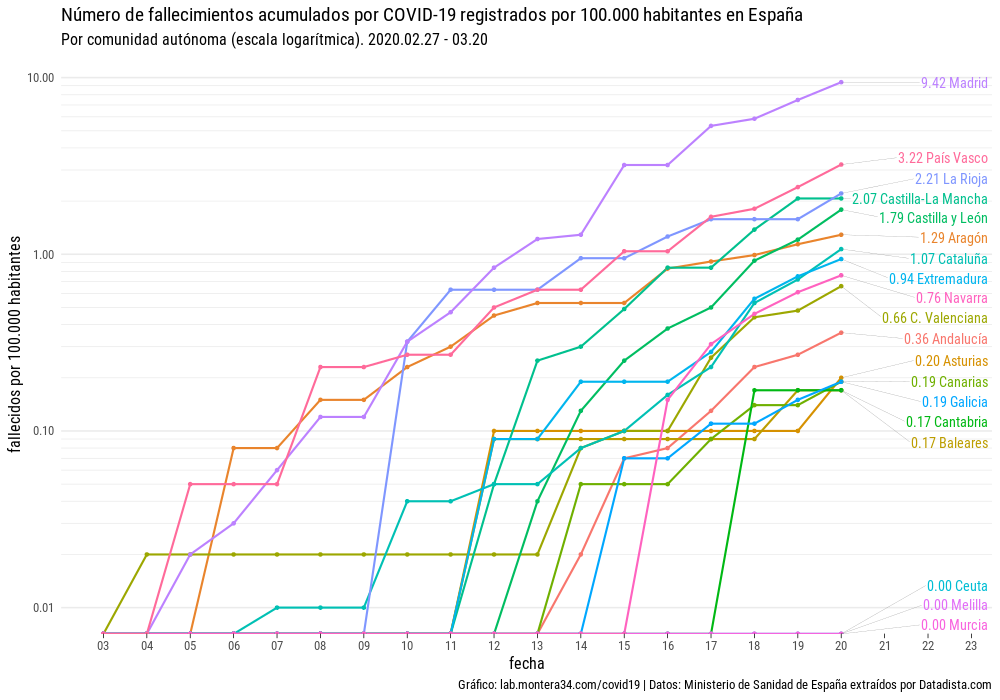 Número de fallecimientos acumulados por COVID-19 registrados por 100.000 habitantes en España
Por comunidad autónoma (escala logarítmica). 2020.02.27 - 03.20
fallecidos por 100.000 habitantes
10.00
1.00
0.10
0.01
9.42 Madrid
3.22 País Vasco
2.21 La Rioja
2.07 Castilla-La Mancha
1.79 Castilla y León
1.29 Aragón
1.07 Cataluña
0.94 Extremadura
0.76 Navarra
0.66 C. Valenciana
0.36 Andalucía
0.20 Asturias
0.19 Canarias
0.19 Galicia
0.17 Cantabria
0.17 Baleares
0.00 Ceuta
0.00 Melilla
0.00 Murcia
03 04 05 06 07 08 09 10 11 12 13 14 15 16 17 18 19 20 21 22 23
fecha
Gráfico: lab.montera34.com/covid19 | Datos: Ministerio de Sanidad de España extraídos por Datadista.com